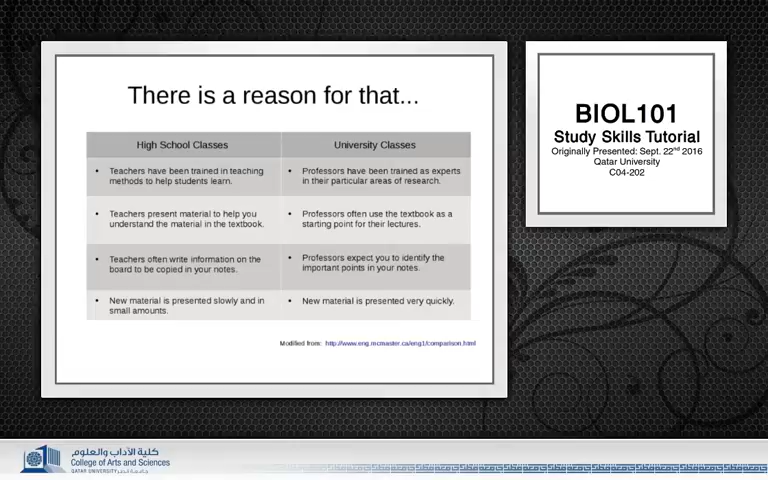 There is a reason for that...
High School Classes
University Classes
• Teachers have been trained in teaching
methods to help students learn.
• Professors have been trained as experts
in their particular areas of research.
• Teachers present material to help you
understand the material in the textbook.
• Professors often use the textbook as a
starting point for their lectures.
• Teachers often write information on the
board to be copied in your notes.
• Professors expect you to identify the
important points in your notes.
• New material is presented slowly and in
small amounts.
• New material is presented very quickly.
Modified from: http://www.eng.mcmaster.ca/eng1/comparison.html
BIOL101
Study Skills Tutorial
Originally Presented: Sept. 22nd 2016
Qatar University
C04-202
كلية الآداب والعلوم
College of Arts and Sciences
QATAR UNIVERSITY جامعة قطر